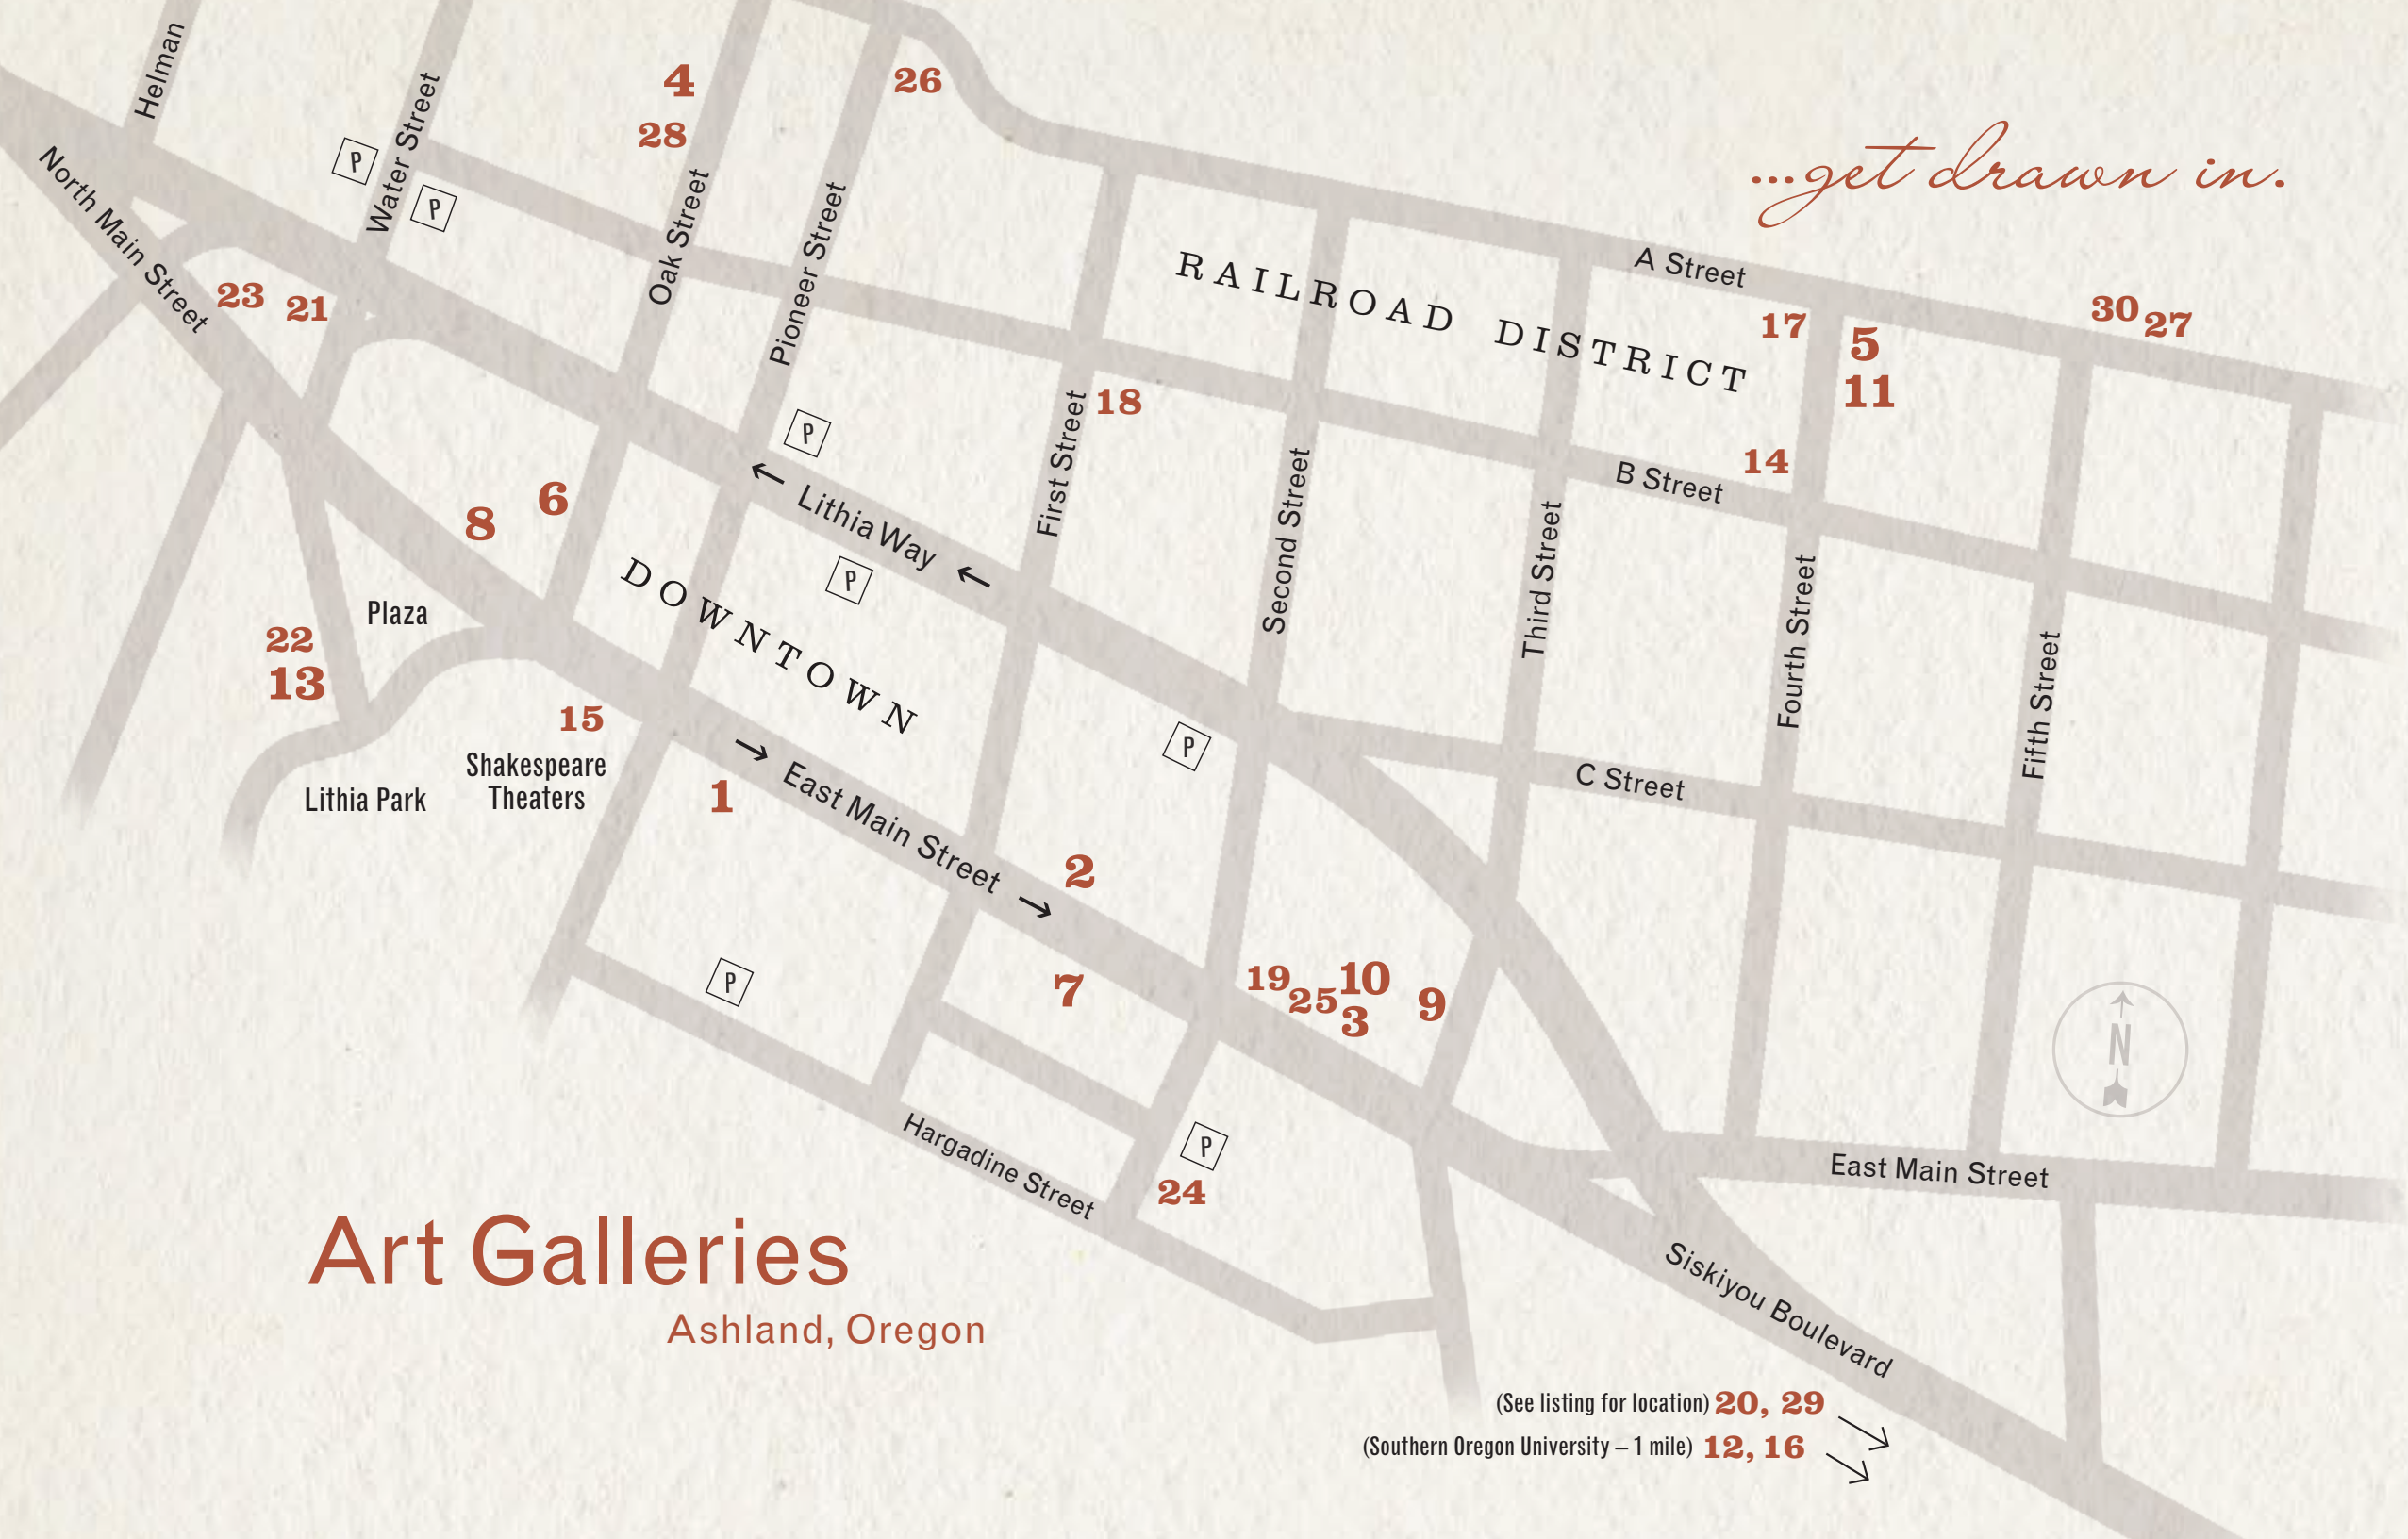 Helman
Water Street
4
26
28
...get drawn in.
P
P
North Main Street
Oak Street
Pioneer Street
RAILROAD DISTRICT
A Street
23
21
17
5
11
30
27
18
First Street
P
14
B Street
Second Street
Third Street
Fourth Street
Fifth Street
8
6
← Lithia Way ←
P
DOWNTOWN
Plaza
22
13
15
Shakespeare
Theaters
Lithia Park
1
→ East Main Street →
P
C Street
2
7
P
19
25
10
3
9
N
Hargadine Street
P
24
East Main Street
Siskiyou Boulevard
Art Galleries
Ashland, Oregon
(See listing for location) 20, 29
(Southern Oregon University – 1 mile) 12, 16